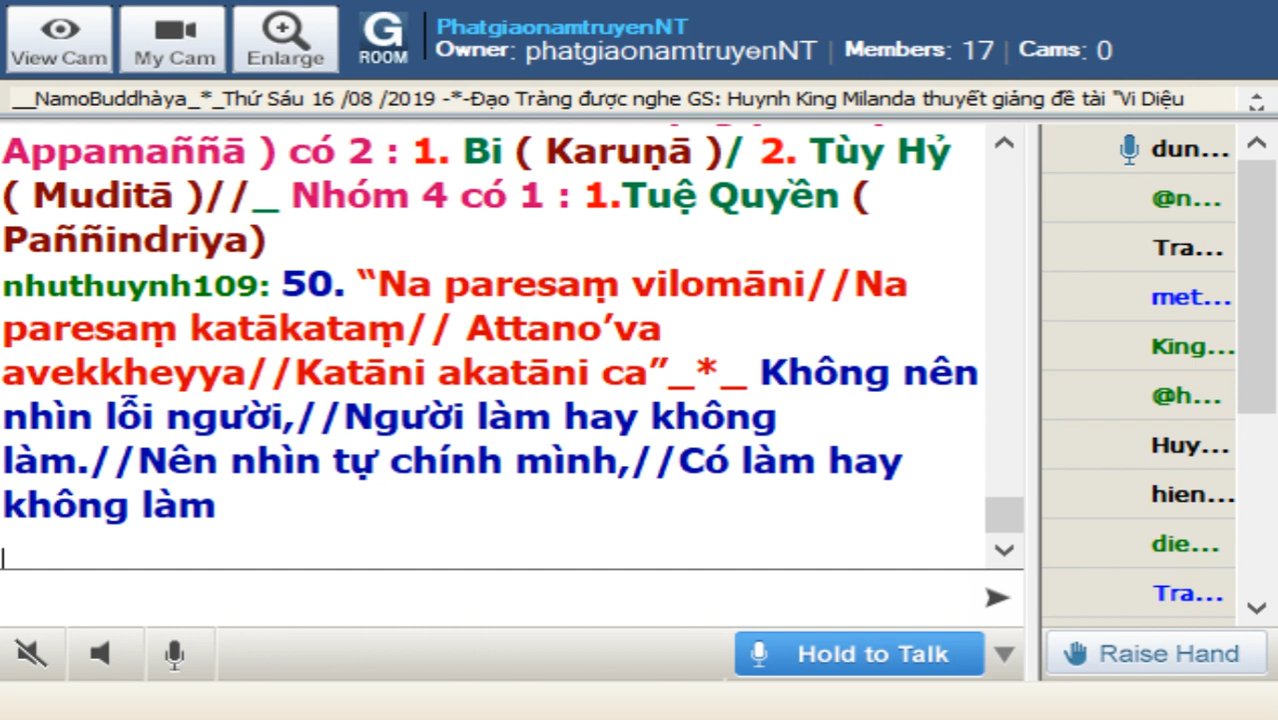 View Cam
My Cam
Enlarge
G ROOM
PhatgiaonamtruyenNT
Owner: phatgiaonamtruyenNT | Members: 17 | Cams: 0
__NamoBuddhàya_*_Thứ Sáu 16 /08 /2019 -*-Đạo Tràng được nghe GS: Huynh King Milanda thuyết giảng đề tài "Vi Diệu
Appamaññā ) có 2 : 1. Bi ( Karuṇā )/ 2. Tùy Hỷ
( Muditā )//_ Nhóm 4 có 1 : 1.Tuệ Quyền (
Paññindriya)
nhuthuynh109: 50. “Na paresaṃ vilomāni//Na
paresaṃ katākataṃ// Attano’va
avekkheyya//Katāni akatāni ca”_*_ Không nên
nhìn lỗi người,//Người làm hay không
làm.//Nên nhìn tự chính mình,//Có làm hay
không làm
dun...
@n...
Tra...
met...
King...
@h...
Huy...
hien...
die...
Tra...
Hold to Talk
Raise Hand